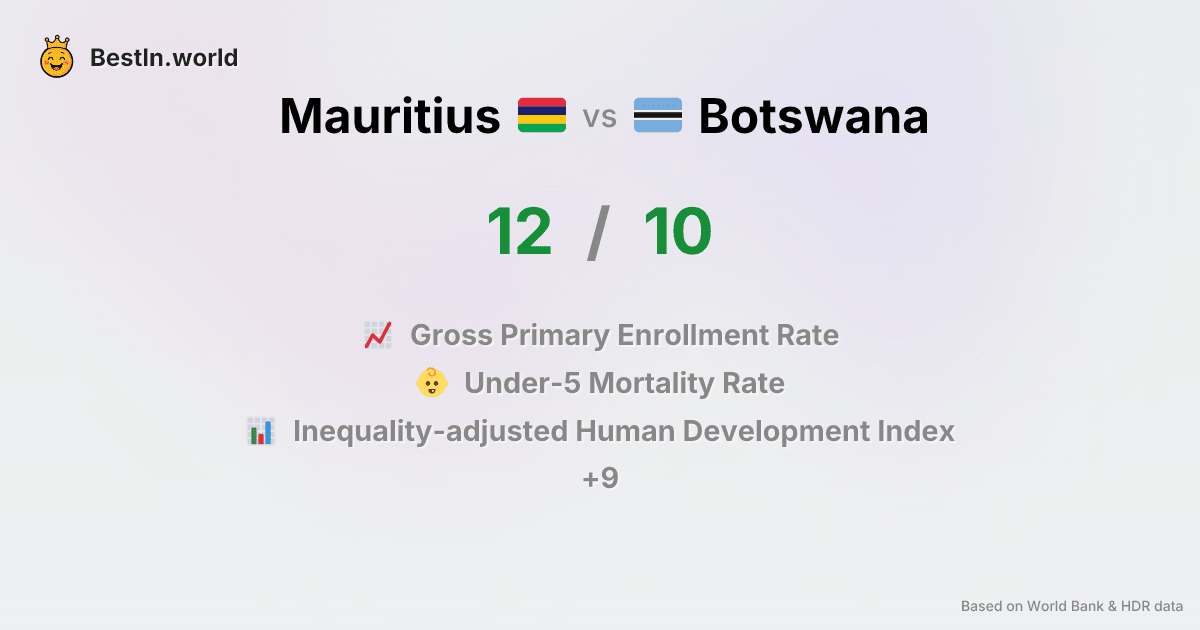 BestIn.world
Mauritius vs Botswana
12 / 10
Gross Primary Enrollment Rate
Under-5 Mortality Rate
Inequality-adjusted Human Development Index
+9
Based on World Bank & HDR data